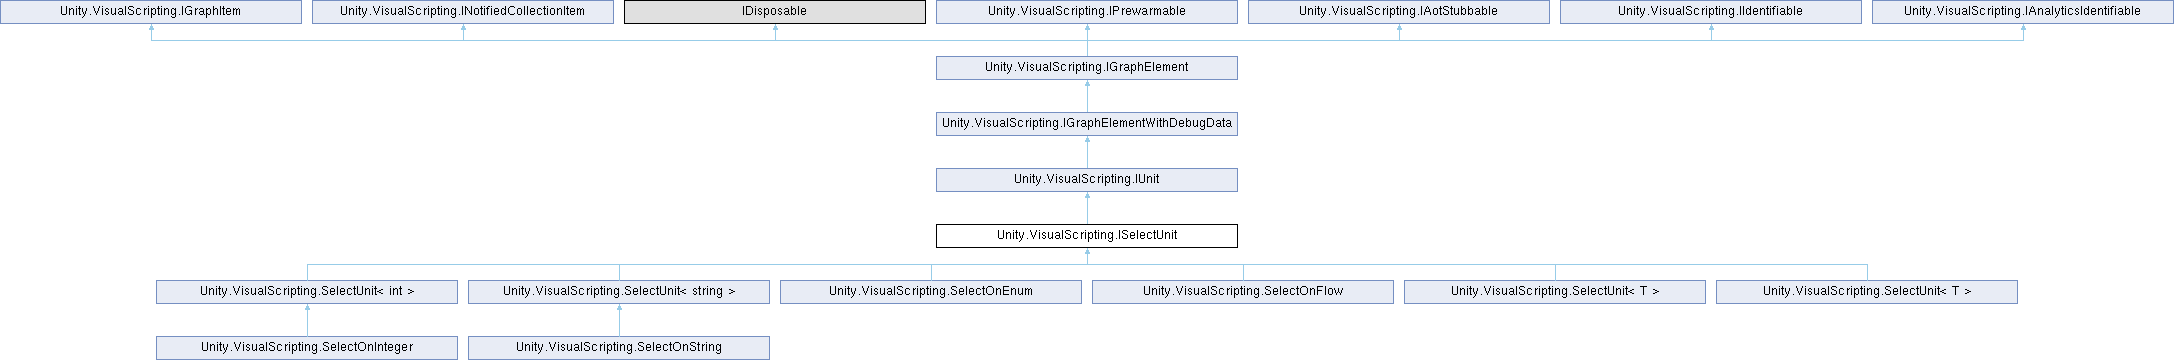 Unity.VisualScripting.IGraphItem
Unity.VisualScripting.INotifiedCollectionItem
IDisposable
Unity.VisualScripting.IPrewarmable
Unity.VisualScripting.IAotStubbable
Unity.VisualScripting.IIdentifiable
Unity.VisualScripting.IAnalyticsIdentifiable
Unity.VisualScripting.IGraphElement
Unity.VisualScripting.IGraphElementWithDebugData
Unity.VisualScripting.IUnit
Unity.VisualScripting.ISelectUnit
Unity.VisualScripting.SelectUnit< int >
Unity.VisualScripting.SelectUnit< string >
Unity.VisualScripting.SelectOnEnum
Unity.VisualScripting.SelectOnFlow
Unity.VisualScripting.SelectUnit< T >
Unity.VisualScripting.SelectUnit< T >
Unity.VisualScripting.SelectOnInteger
Unity.VisualScripting.SelectOnString